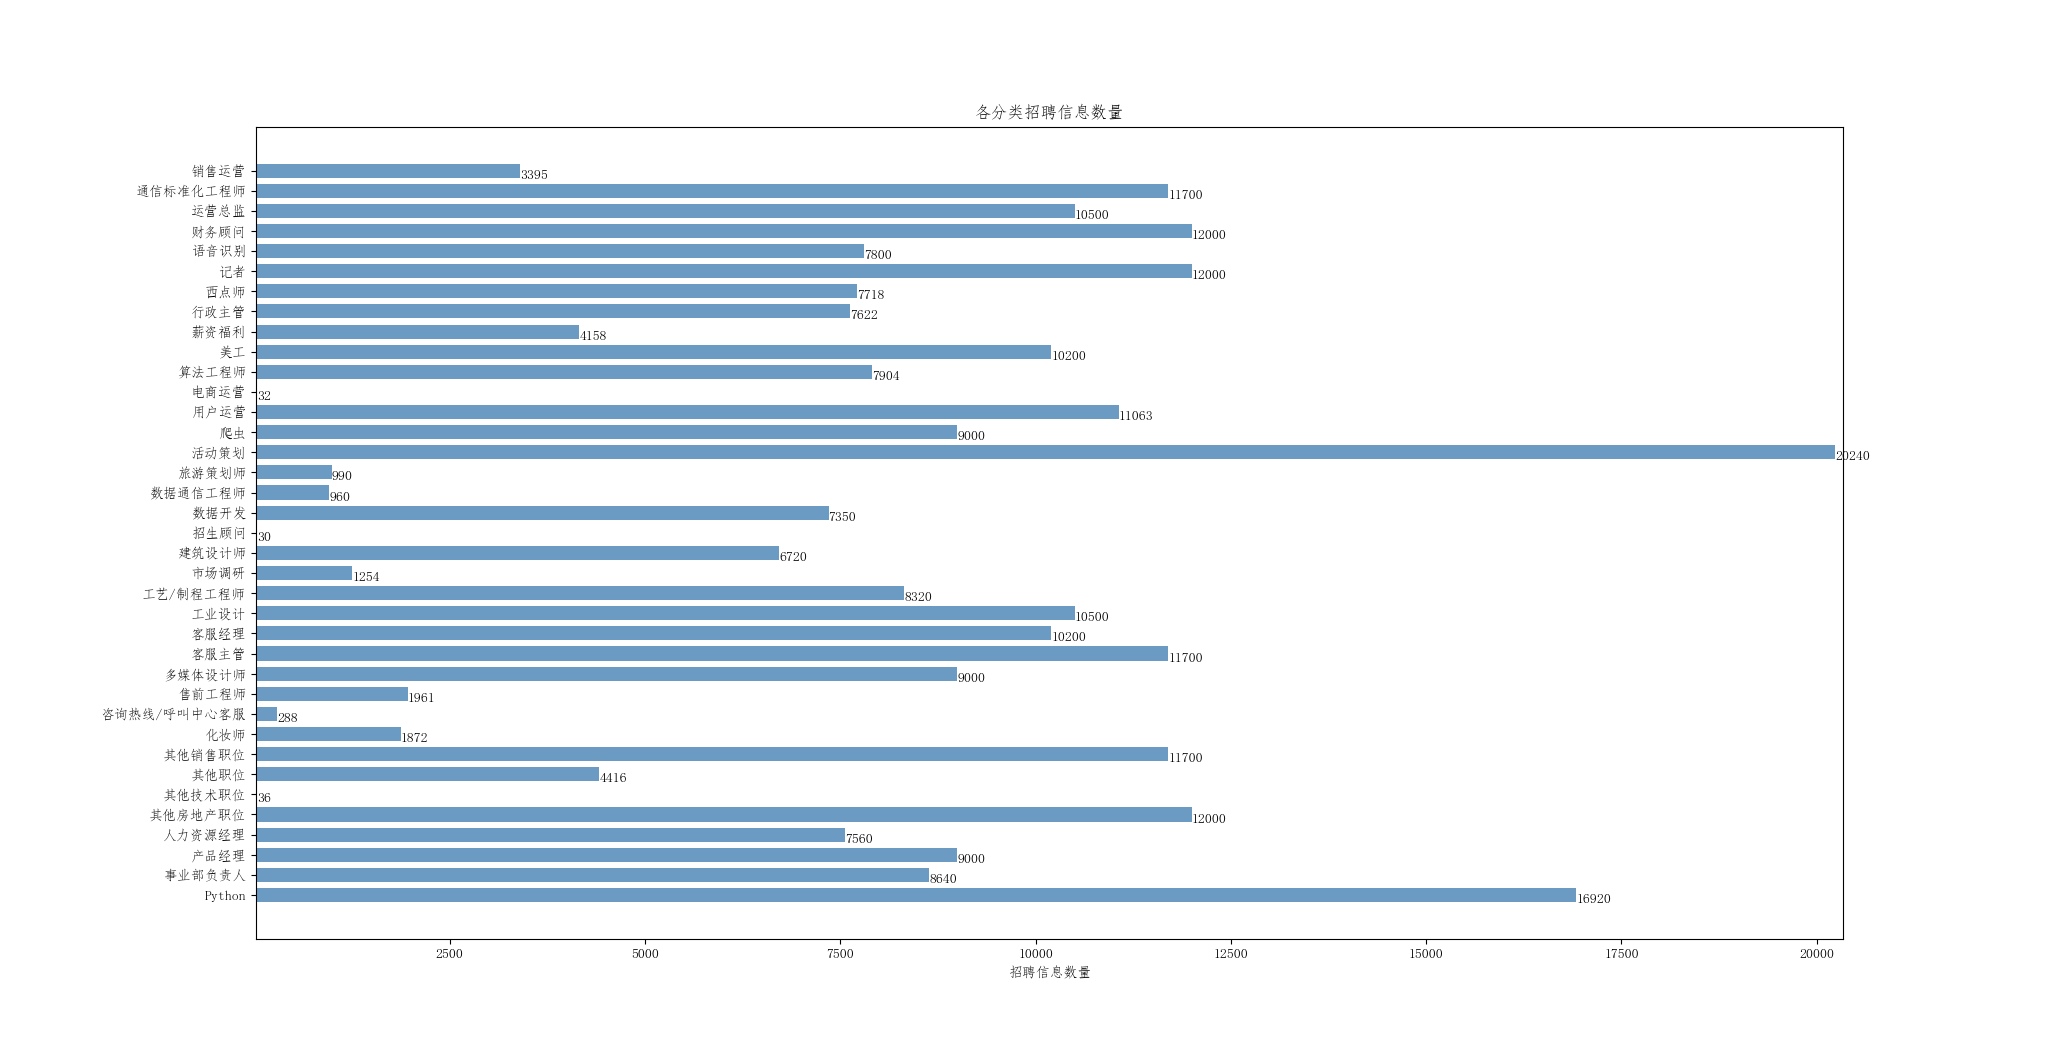 各分类招聘信息数量
销售运营 3395
通信标准化工程师 11700
运营总监 10500
财务顾问 12000
语音识别 7800
记者 12000
西点师 7718
行政主管 7622
薪资福利 4158
美工 10200
算法工程师 7904
电商运营 32
用户运营 11063
爬虫 9000
活动策划 20240
旅游策划师 990
数据通信工程师 960
数据开发 7350
招生顾问 30
建筑设计师 6720
市场调研 1254
工艺/制程工程师 8320
工业设计 10500
客服经理 10200
客服主管 11700
多媒体设计师 9000
售前工程师 1961
咨询热线/呼叫中心客服 288
化妆师 1872
其他销售职位 11700
其他职位 4416
其他技术职位 36
其他房地产职位 12000
人力资源经理 7560
产品经理 9000
事业部负责人 8640
Python 16920
2500 5000 7500 10000 12500 15000 17500 20000
招聘信息数量